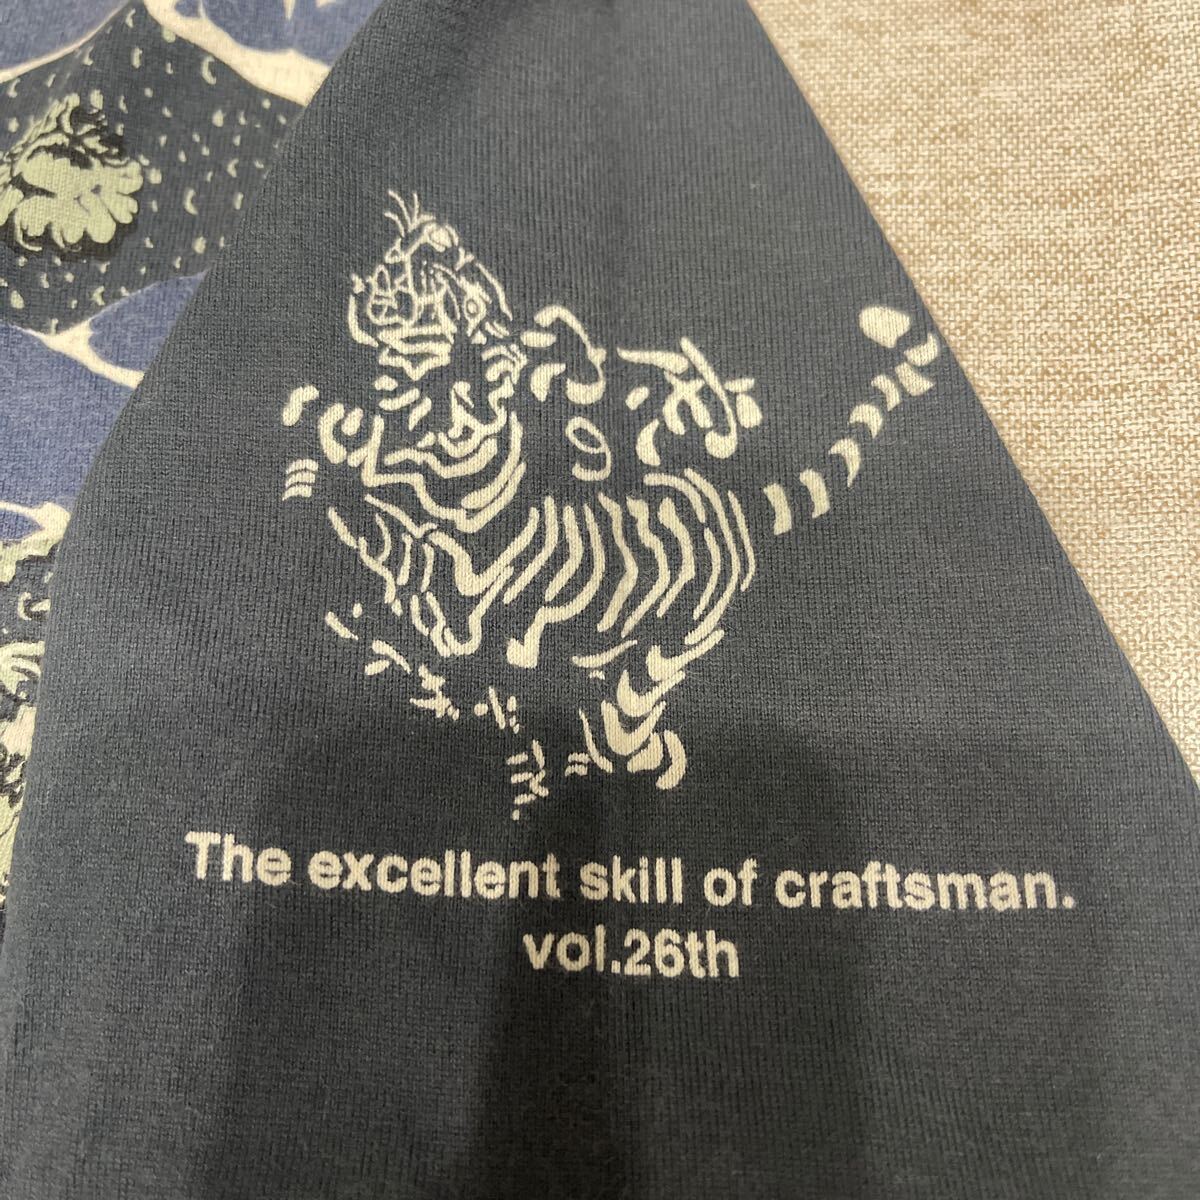 The excellent skill of craftsman.
vol.26th